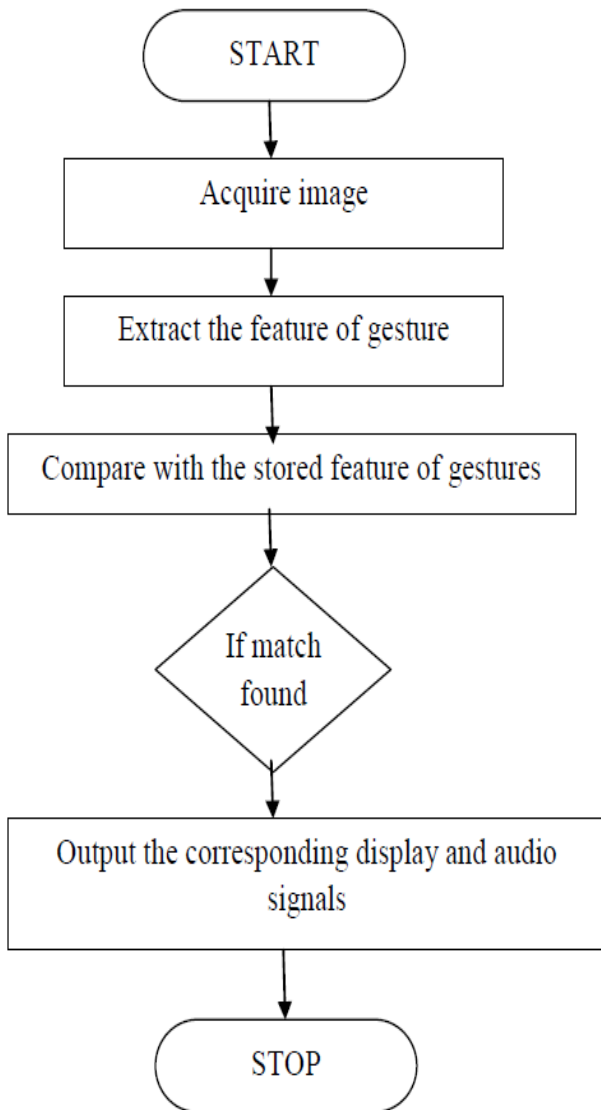 START
Acquire image
Extract the feature of gesture
Compare with the stored feature of gestures
If match
found
Output the corresponding display and audio
signals
STOP